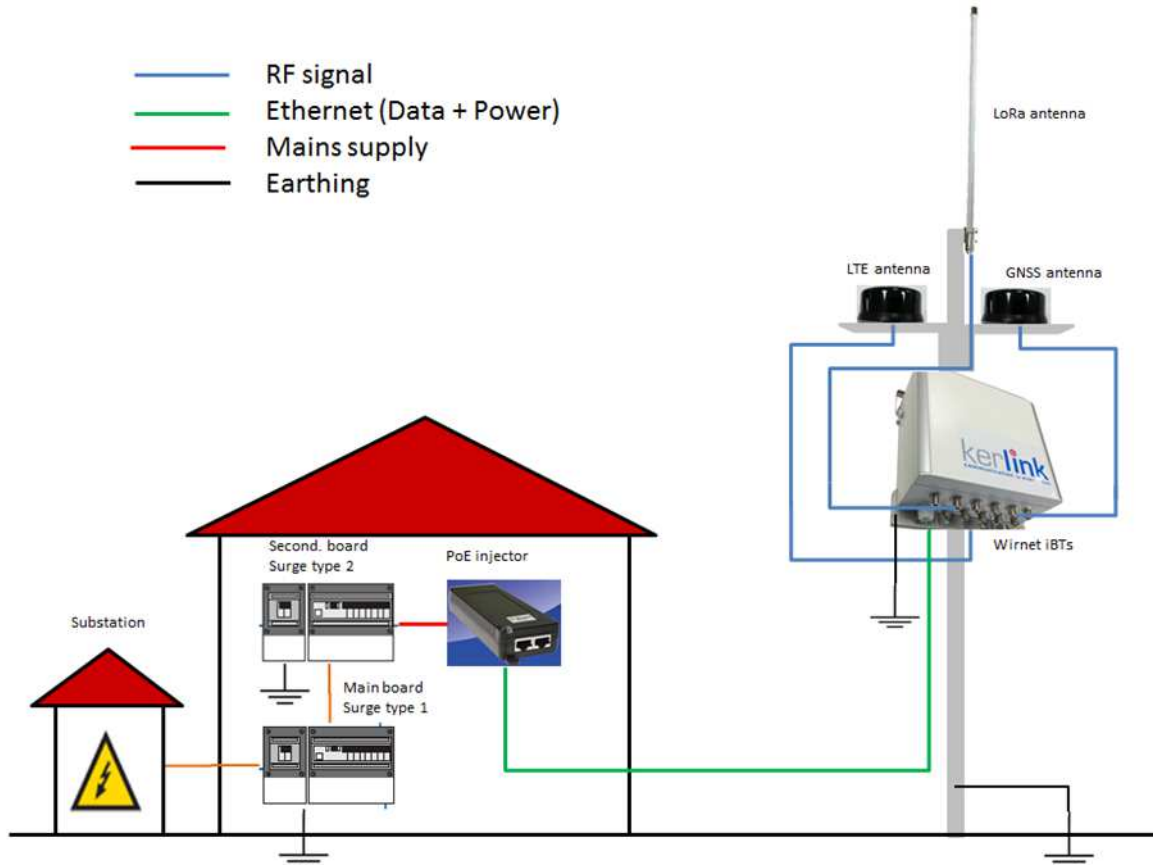 RF signal
Ethernet (Data + Power)
Mains supply
Earthing
LoRa antenna
LTE antenna
GNSS antenna
kerlink
Wirnet iBTs
Second. board
Surge type 2
PoE injector
Substation
Main board
Surge type 1